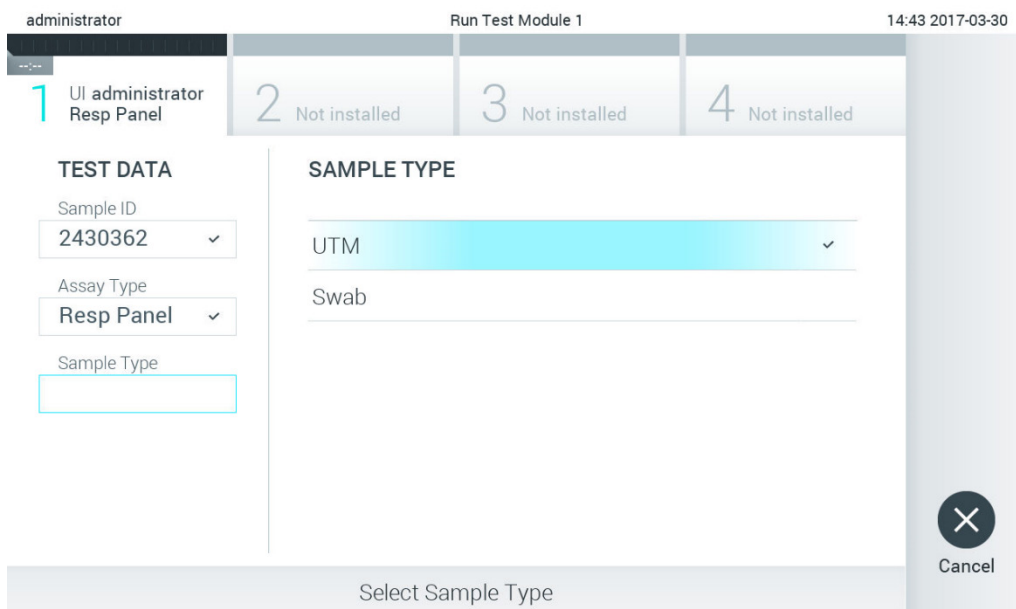 administrator
Run Test Module 1
14:43 2017-03-30
--:--
1 UI administrator
Resp Panel
2 Not installed
3 Not installed
4 Not installed
TEST DATA
Sample ID
2430362
Assay Type
Resp Panel
Sample Type
SAMPLE TYPE
UTM
Swab
Cancel
Select Sample Type